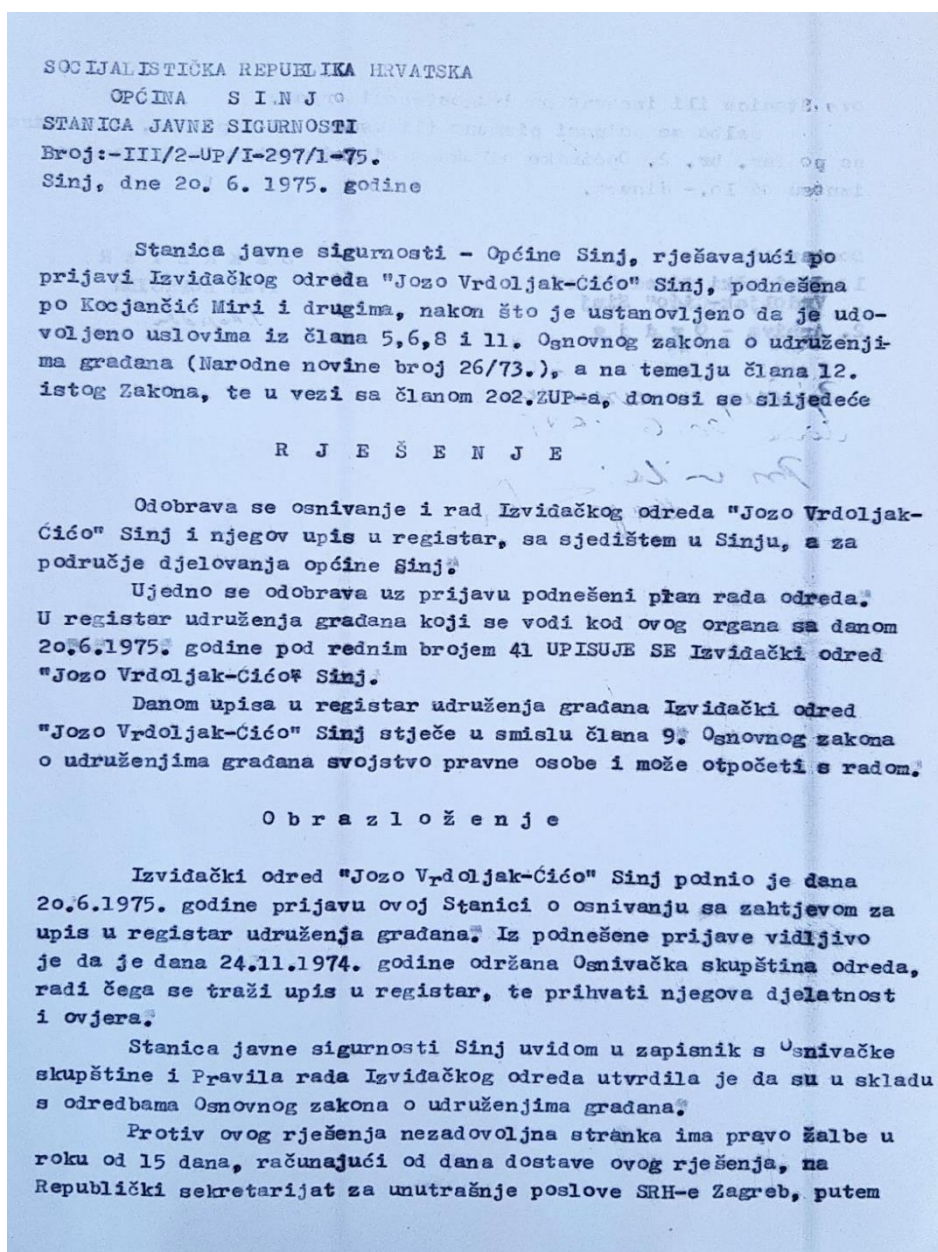 SOCIJALISTIČKA REPUBLIKA HRVATSKA
OPĆINA S I N J
STANICA JAVNE SIGURNOSTI
Broj:-III/2-UP/I-297/1-75.
Sinj, dne 20. 6. 1975. godine
Stanica javne sigurnosti - Općine Sinj, rješavajući po
prijavi Izviđačkog odreda "Jozo Vrdoljak-Ćićo" Sinj, podnešena
po Kocjančić Miri i drugima, nakon što je ustanovljeno da je udo-
voljeno uslovima iz člana 5,6,8 i 11. Osnovnog zakona o udruženji-
ma građana (Narodne novine broj 26/73.), a na temelju člana 12.
istog Zakona, te u vezi sa članom 202.ZUP-a, donosi se slijedeće
R J E Š E N J E
Odobrava se osnivanje i rad Izviđačkog odreda "Jozo Vrdoljak-
Ćićo" Sinj i njegov upis u registar, sa sjedištem u Sinju, a za
područje djelovanja općine Sinj.
Ujedno se odobrava uz prijavu podnešeni plan rada odreda.
U registar udruženja građana koji se vodi kod ovog organa sa danom
20.6.1975. godine pod rednim brojem 41 UPISUJE SE Izviđački odred
"Jozo Vrdoljak-Ćićo" Sinj.
Danom upisa u registar udruženja građana Izviđački odred
"Jozo Vrdoljak-Ćićo" Sinj stječe u smislu člana 9. Osnovnog zakona
o udruženjima građana svojstvo pravne osobe i može otpočeti s radom.
O b r a z l o ž e n j e
Izviđački odred "Jozo Vrdoljak-Ćićo" Sinj podnio je dana
20.6.1975. godine prijavu ovoj Stanici o osnivanju sa zahtjevom za
upis u registar udruženja građana. Iz podnešene prijave vidljivo
je da je dana 24.11.1974. godine održana Osnivačka skupština odreda,
radi čega se traži upis u registar, te prihvati njegova djelatnost
i ovjera.
Stanica javne sigurnosti Sinj uvidom u zapisnik s Osnivačke
skupštine i Pravila rada Izviđačkog odreda utvrdila je da su u skladu
s odredbama Osnovnog zakona o udruženjima građana.
Protiv ovog rješenja nezadovoljna stranka ima pravo žalbe u
roku od 15 dana, računajući od dana dostave ovog rješenja, na
Republički sekretarijat za unutrašnje poslove SRH-e Zagreb, putem